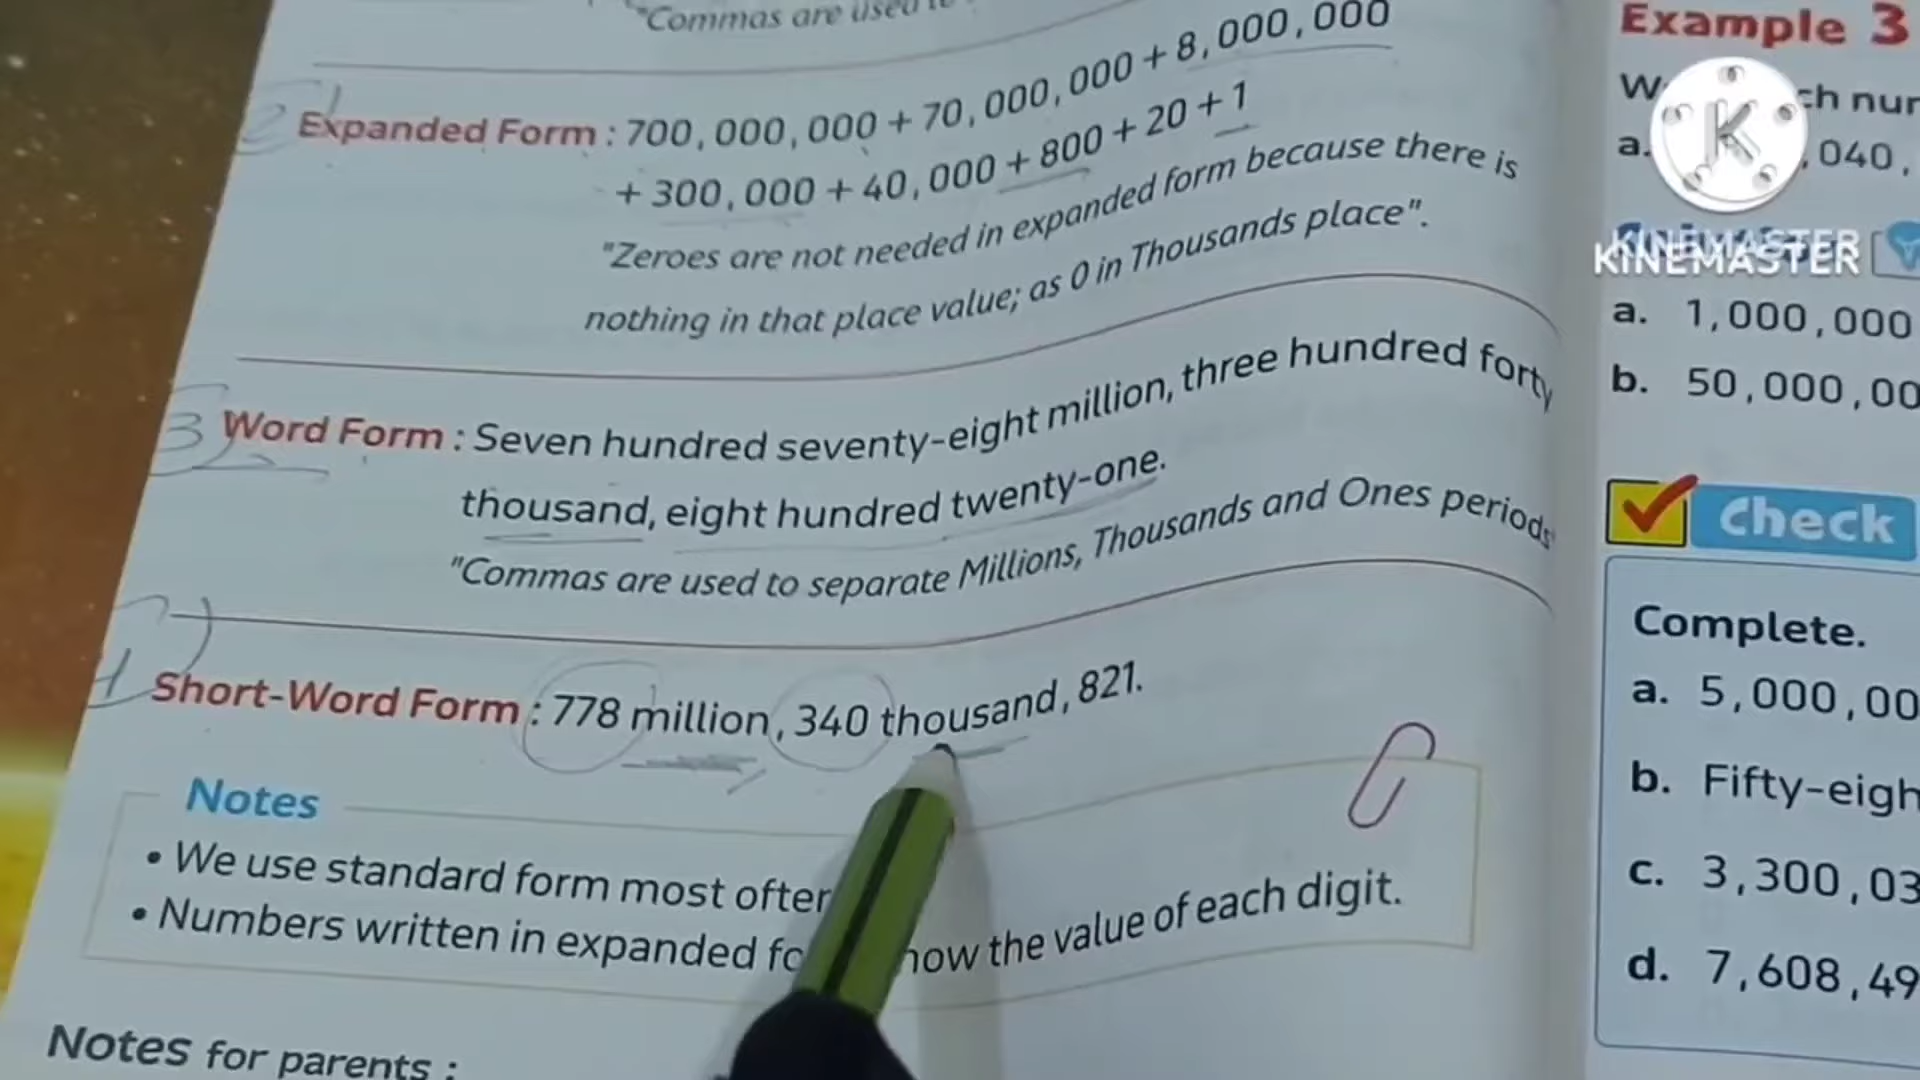 "Commas are used to
Expanded Form : 700,000,000 + 70,000,000 + 8,000,000
+ 300,000 + 40,000 + 800 + 20 + 1
"Zeroes are not needed in expanded form because there is
nothing in that place value; as 0 in Thousands place".
3 Word Form : Seven hundred seventy-eight million, three hundred forty
thousand, eight hundred twenty-one.
"Commas are used to separate Millions, Thousands and Ones periods"
4 Short-Word Form : 778 million, 340 thousand, 821.
Notes
• We use standard form most
• Numbers written in expanded the value of each digit.
Notes for parents :
Example 3
a. ,040,
K
KINEMASTER
a. 1,000,000
b. 50,000,00
Check
Complete.
a. 5,000,00
b. Fifty-eigh
c. 3,300,03
d. 7,608,49